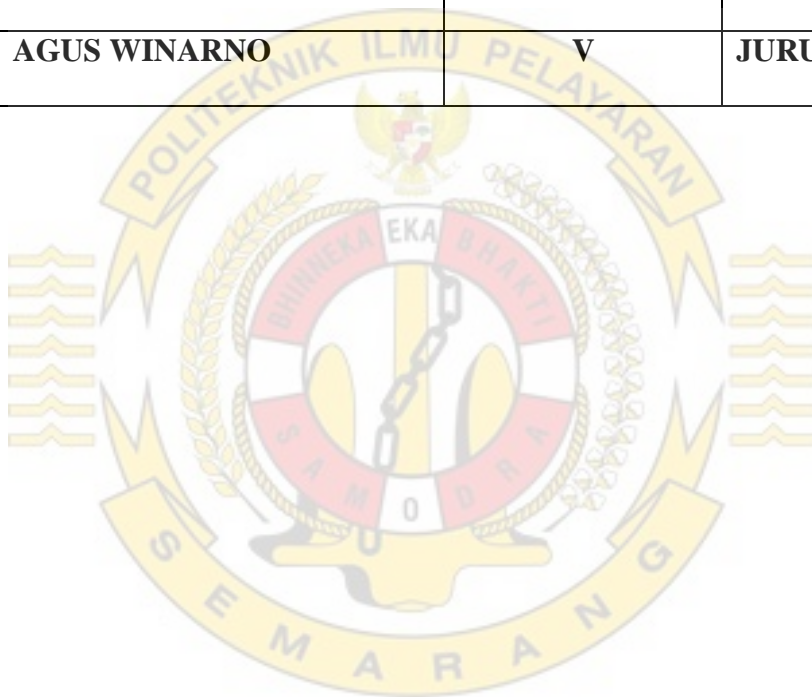 AGUS WINARNO V JURU
POLITEKNIK ILMU PELAYARAN
BHINNEKA EKA BHAKTI
SAMODRA
SEMARANG